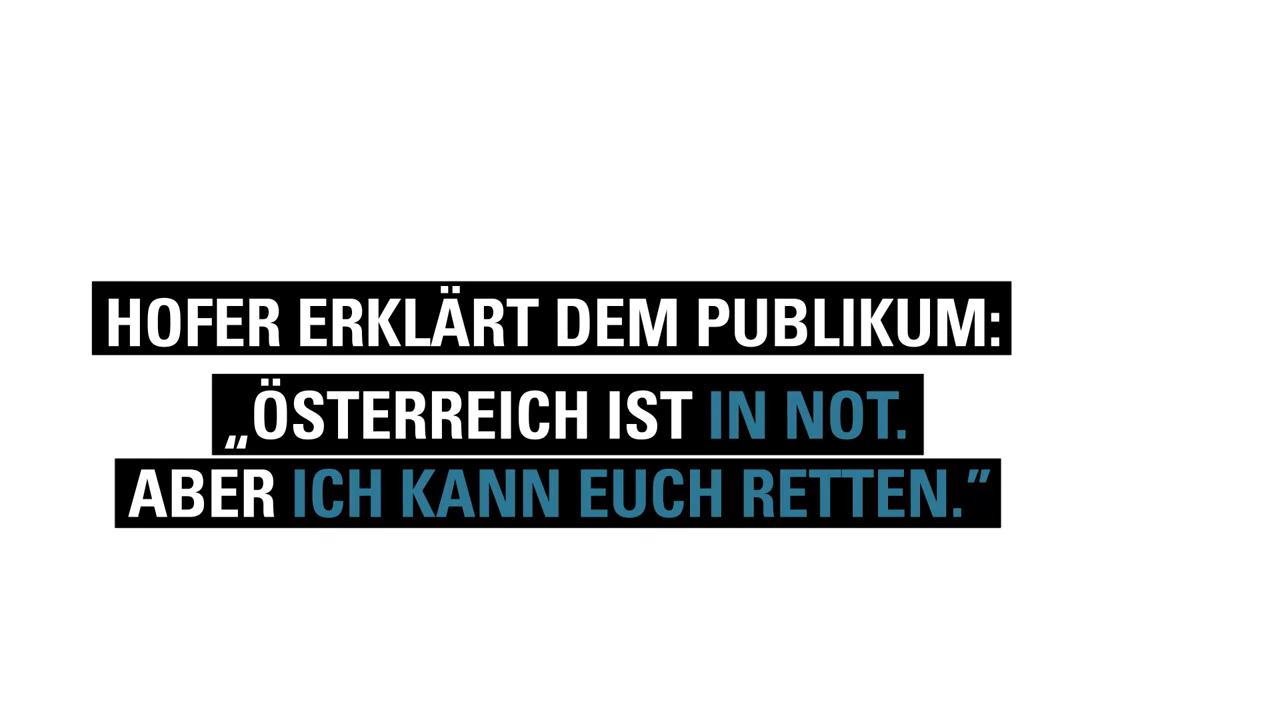 HOFER ERKLÄRT DEM PUBLIKUM:
„ÖSTERREICH IST IN NOT.
ABER ICH KANN EUCH RETTEN.”